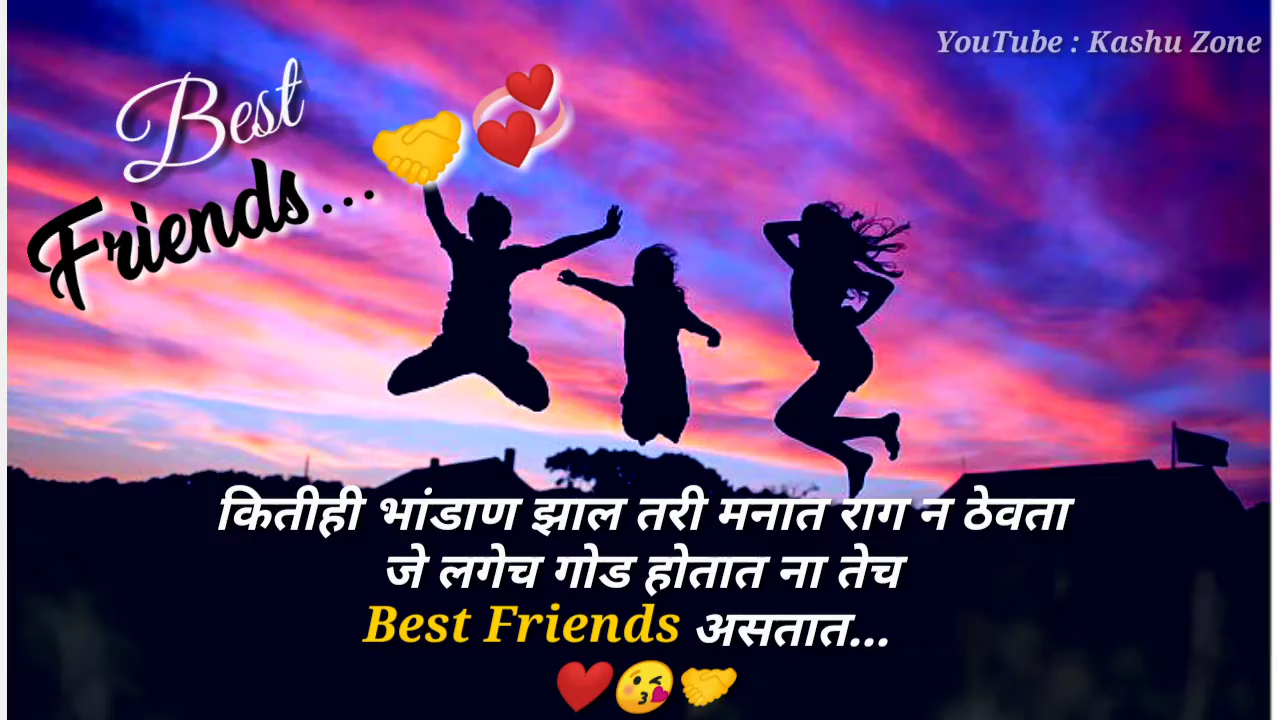 YouTube : Kashu Zone
Best
Friends...
कितीही भांडाण झाल तरी मनात राग न ठेवता
जे लगेच गोड होतात ना तेच
Best Friends असतात...